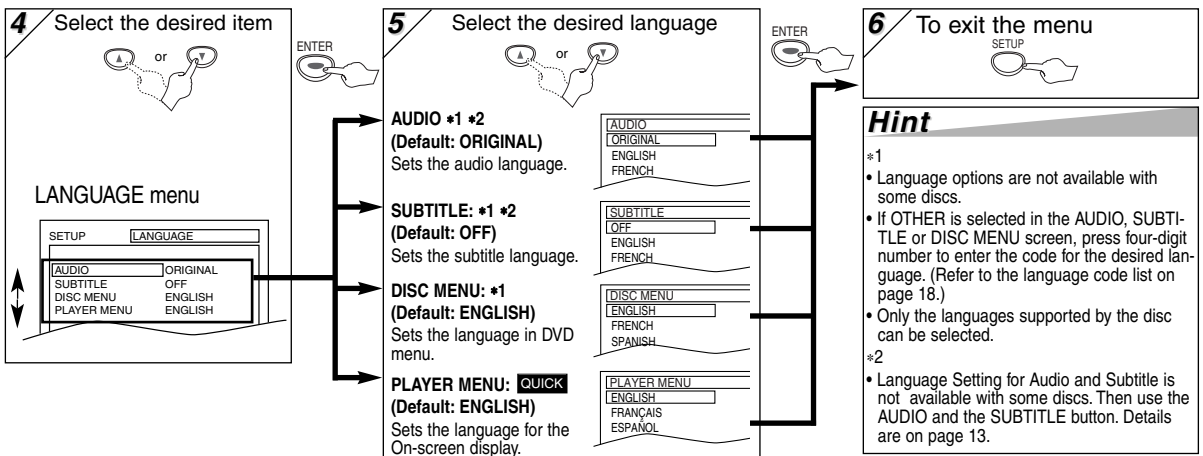 4 Select the desired item
or
ENTER
LANGUAGE menu
SETUP LANGUAGE
AUDIO ORIGINAL
SUBTITLE OFF
DISC MENU ENGLISH
PLAYER MENU ENGLISH
5 Select the desired language
or
ENTER
AUDIO *1 *2
(Default: ORIGINAL)
Sets the audio language.
AUDIO
ORIGINAL
ENGLISH
FRENCH
SUBTITLE: *1 *2
(Default: OFF)
Sets the subtitle language.
SUBTITLE
OFF
ENGLISH
FRENCH
DISC MENU: *1
(Default: ENGLISH)
Sets the language in DVD
menu.
DISC MENU
ENGLISH
FRENCH
SPANISH
PLAYER MENU: QUICK
(Default: ENGLISH)
Sets the language for the
On-screen display.
PLAYER MENU
ENGLISH
FRANÇAIS
ESPAÑOL
6 To exit the menu
SETUP
Hint
*1
• Language options are not available with
some discs.
• If OTHER is selected in the AUDIO, SUBTI-
TLE or DISC MENU screen, press four-digit
number to enter the code for the desired lan-
guage. (Refer to the language code list on
page 18.)
• Only the languages supported by the disc
can be selected.
*2
• Language Setting for Audio and Subtitle is
not available with some discs. Then use the
AUDIO and the SUBTITLE button. Details
are on page 13.